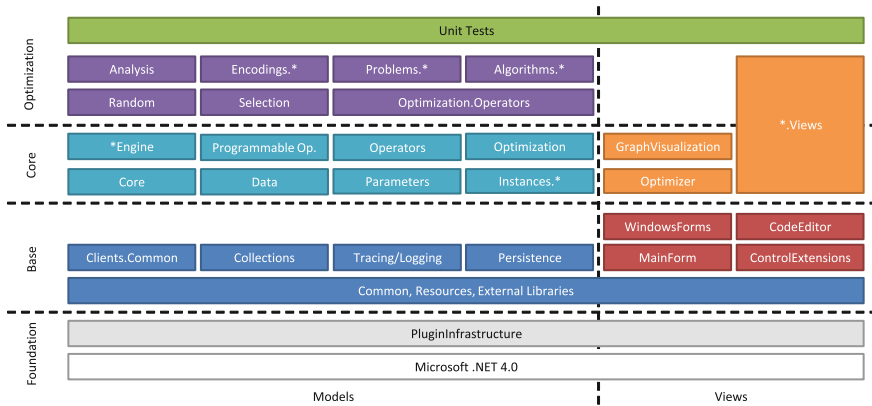 Unit Tests
Optimization
Analysis
Encodings.*
Problems.*
Algorithms.*
Random
Selection
Optimization.Operators
*.Views
Core
*Engine
Programmable Op.
Operators
Optimization
GraphVisualization
Core
Data
Parameters
Instances.*
Optimizer
Base
WindowsForms
CodeEditor
Clients.Common
Collections
Tracing/Logging
Persistence
MainForm
ControlExtensions
Common, Resources, External Libraries
Foundation
PluginInfrastructure
Microsoft .NET 4.0
Models
Views